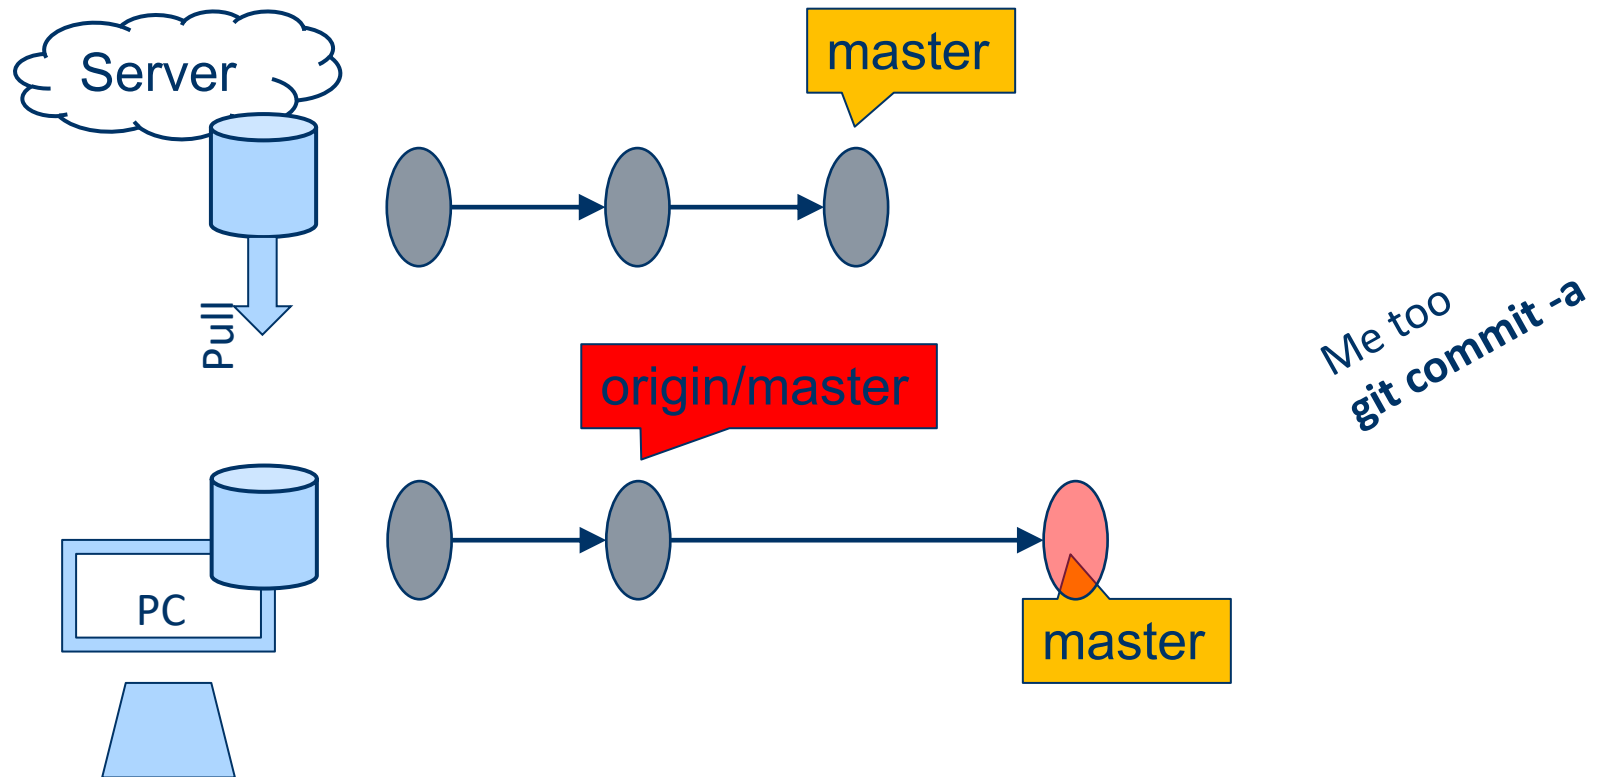 Server
master
Pull
Me too
git commit -a
origin/master
PC
master